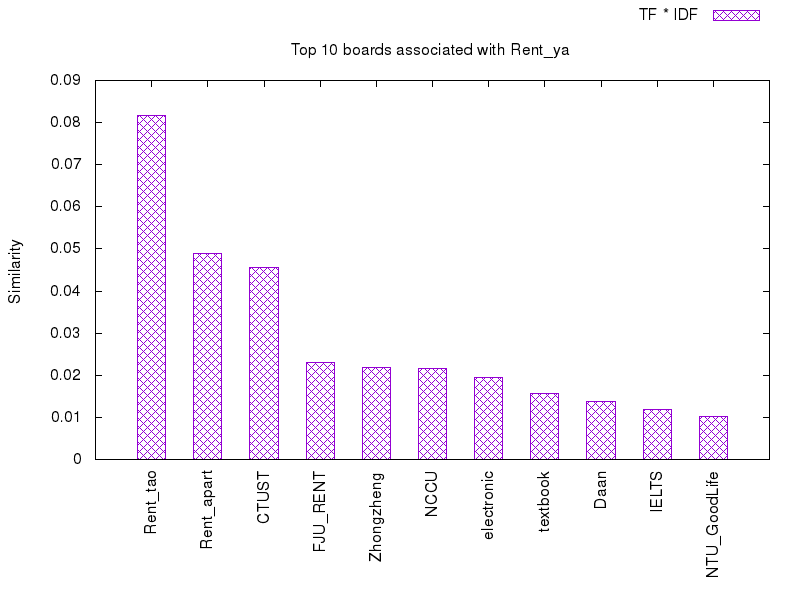 TF * IDF
Top 10 boards associated with Rent_ya
Similarity
0.09
0.08
0.07
0.06
0.05
0.04
0.03
0.02
0.01
0
Rent_tao
Rent_apart
CTUST
FJU_RENT
Zhongzheng
NCCU
electronic
textbook
Daan
IELTS
NTU_GoodLife